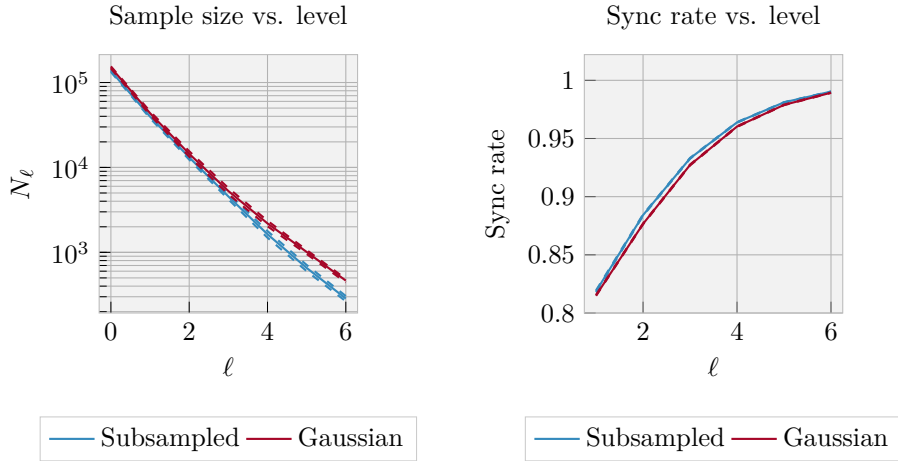 Sample size vs. level
10^5
10^4
10^3
N_ℓ
0 2 4 6
ℓ
Subsampled Gaussian
Sync rate vs. level
1
0.95
0.9
0.85
0.8
Sync rate
2 4 6
ℓ
Subsampled Gaussian